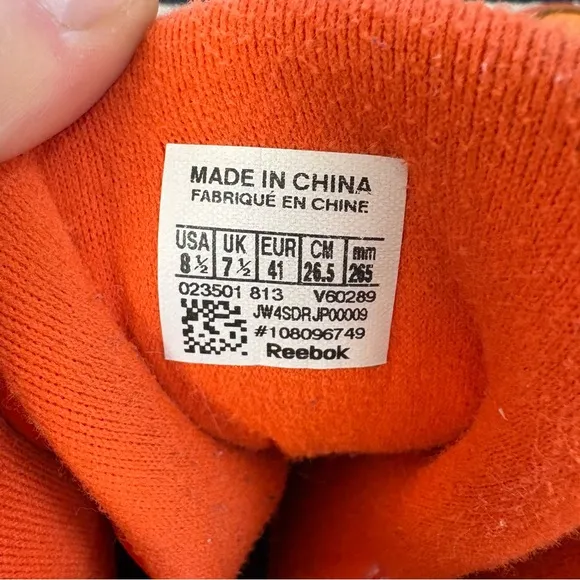 MADE IN CHINA
FABRIQUÉ EN CHINE
USA UK EUR CM mm
8 ½ 7 ½ 41 26.5 265
023501 813 V60289
JW4SDRJP00009
#108096749
Reebok